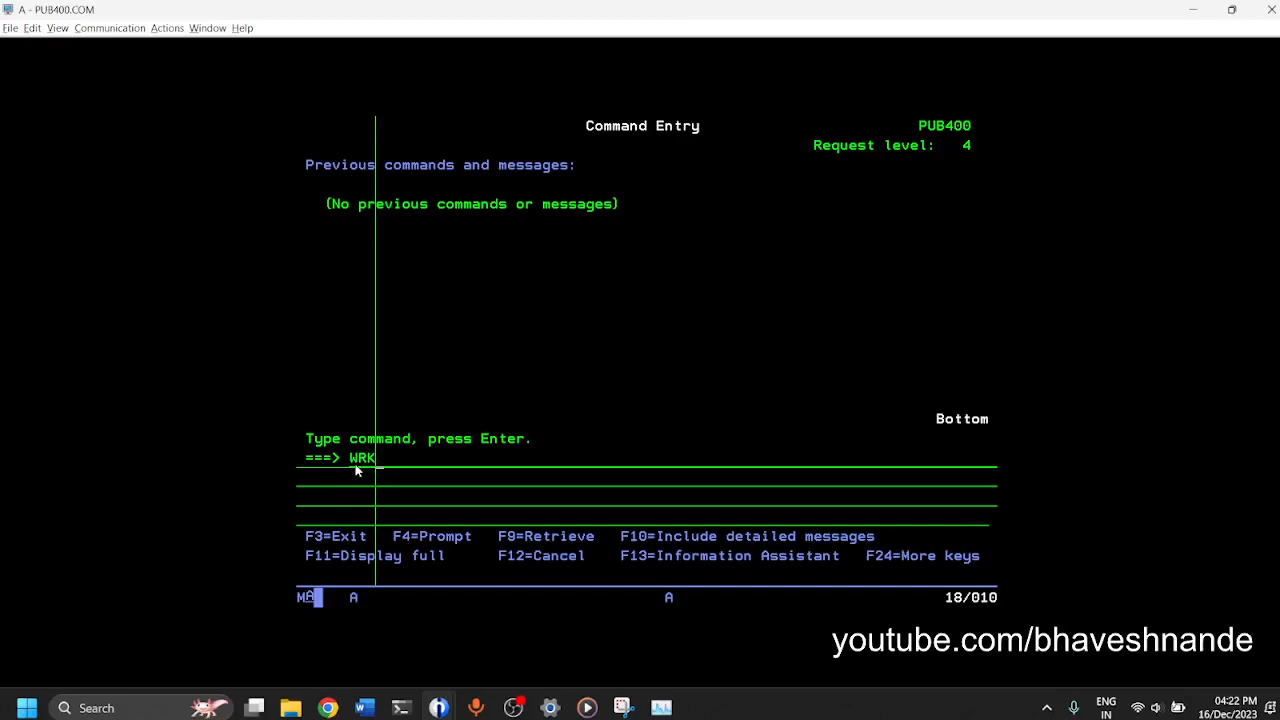 A - PUB400.COM
File Edit View Communication Actions Window Help
Command Entry PUB400
Request level: 4
Previous commands and messages:
(No previous commands or messages)
Bottom
Type command, press Enter.
===> WRK
F3=Exit F4=Prompt F9=Retrieve F10=Include detailed messages
F11=Display full F12=Cancel F13=Information Assistant F24=More keys
MA A A 18/010
youtube.com/bhaveshnande
Search
ENG 04:22 PM
IN 16/Dec/2023